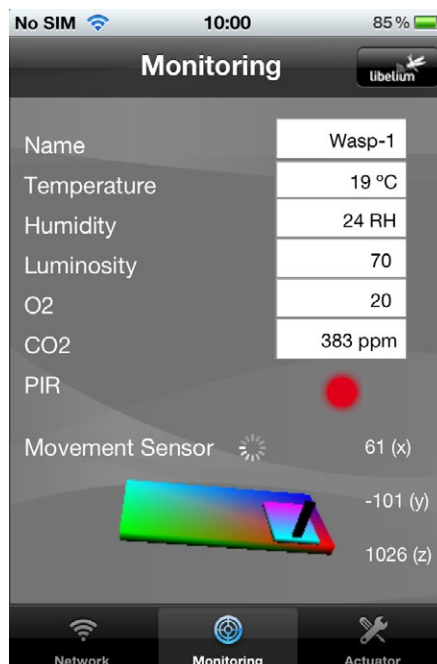 No SIM 10:00 85 %
Monitoring
libelium
Name Wasp-1
Temperature 19 ºC
Humidity 24 RH
Luminosity 70
O2 20
CO2 383 ppm
PIR
Movement Sensor 61 (x)
-101 (y)
1026 (z)
Network Monitoring Actuator